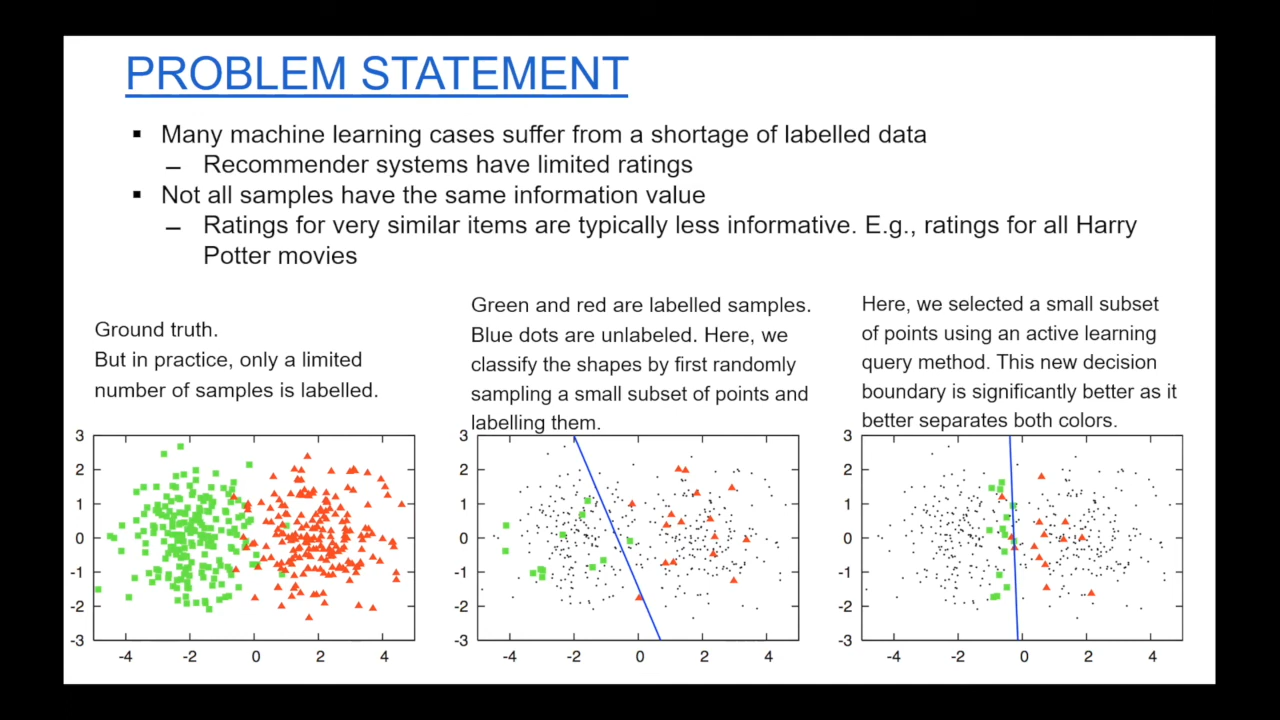 PROBLEM STATEMENT
▪ Many machine learning cases suffer from a shortage of labelled data
– Recommender systems have limited ratings
▪ Not all samples have the same information value
– Ratings for very similar items are typically less informative. E.g., ratings for all Harry
Potter movies
Ground truth.
But in practice, only a limited
number of samples is labelled.
Green and red are labelled samples.
Blue dots are unlabeled. Here, we
classify the shapes by first randomly
sampling a small subset of points and
labelling them.
Here, we selected a small subset
of points using an active learning
query method. This new decision
boundary is significantly better as it
better separates both colors.
3
2
1
0
-1
-2
-3
-4 -2 0 2 4
3
2
1
0
-1
-2
-3
-4 -2 0 2 4
3
2
1
0
-1
-2
-3
-4 -2 0 2 4